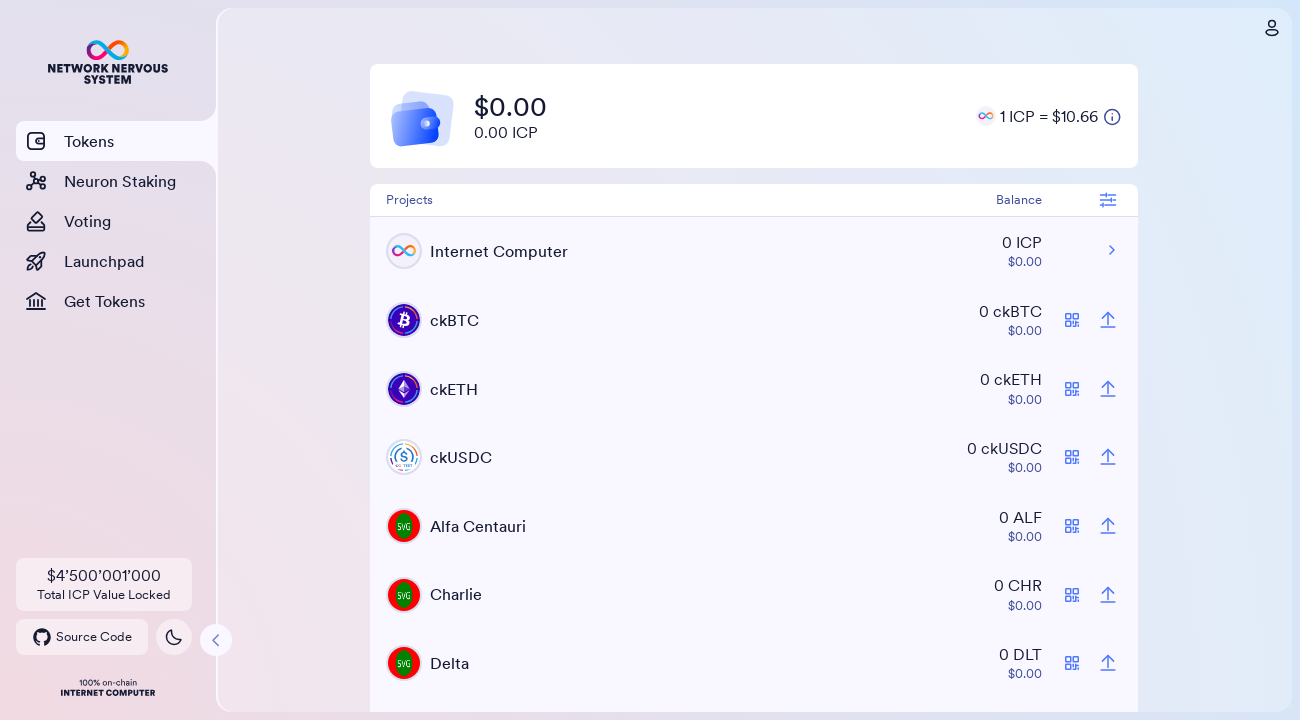 NETWORK NERVOUS
SYSTEM
Tokens
Neuron Staking
Voting
Launchpad
Get Tokens
$4’500’001’000
Total ICP Value Locked
Source Code
100% on-chain
INTERNET COMPUTER
$0.00
0.00 ICP
1 ICP = $10.66
Projects Balance
Internet Computer 0 ICP
$0.00
ckBTC 0 ckBTC
$0.00
ckETH 0 ckETH
$0.00
ckUSDC 0 ckUSDC
$0.00
SVG Alfa Centauri 0 ALF
$0.00
SVG Charlie 0 CHR
$0.00
SVG Delta 0 DLT
$0.00